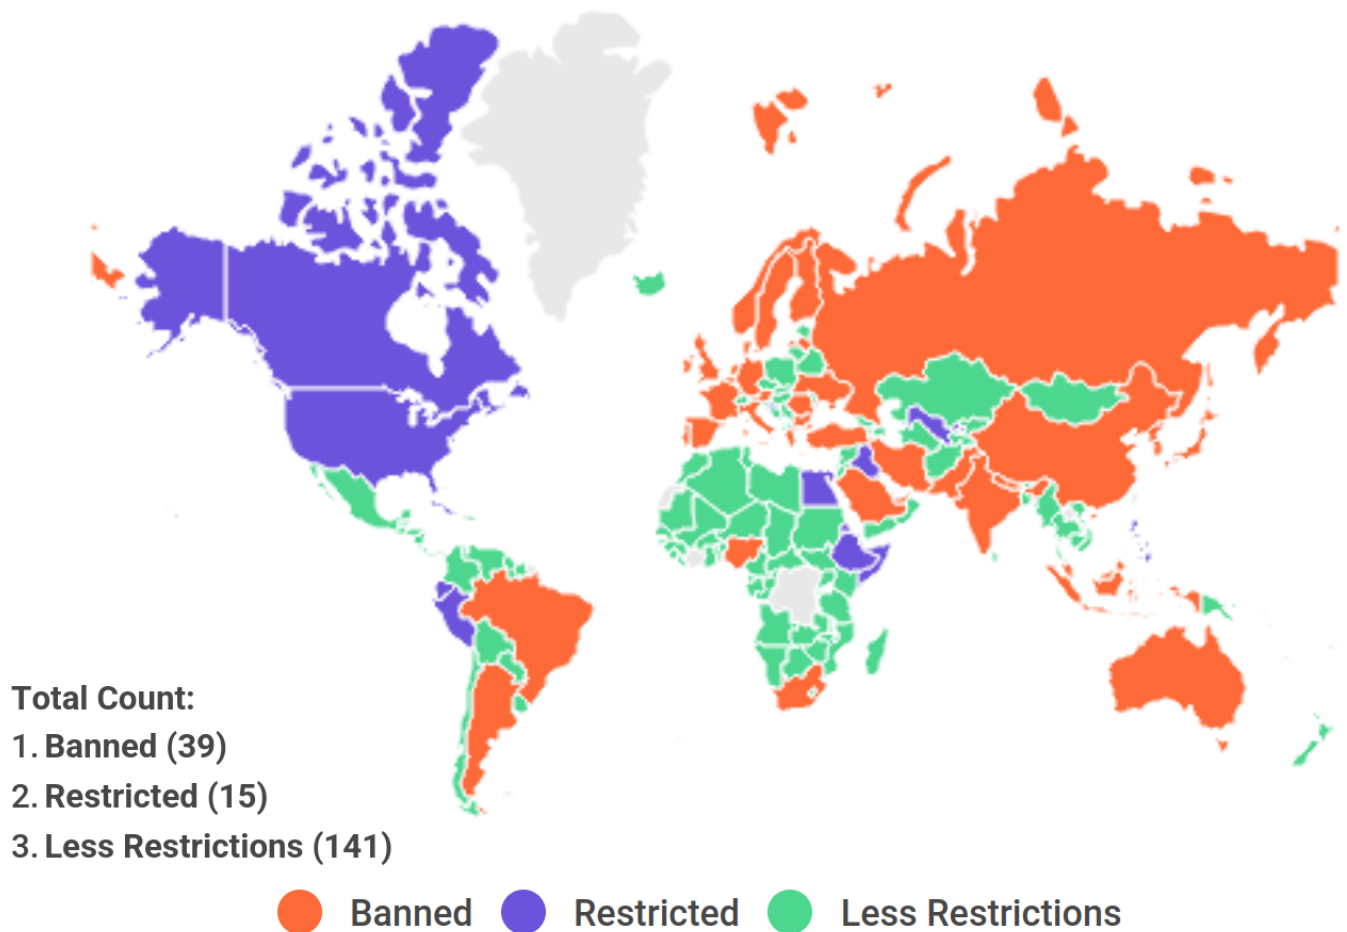 Total Count:
1. Banned (39)
2. Restricted (15)
3. Less Restrictions (141)
Banned Restricted Less Restrictions